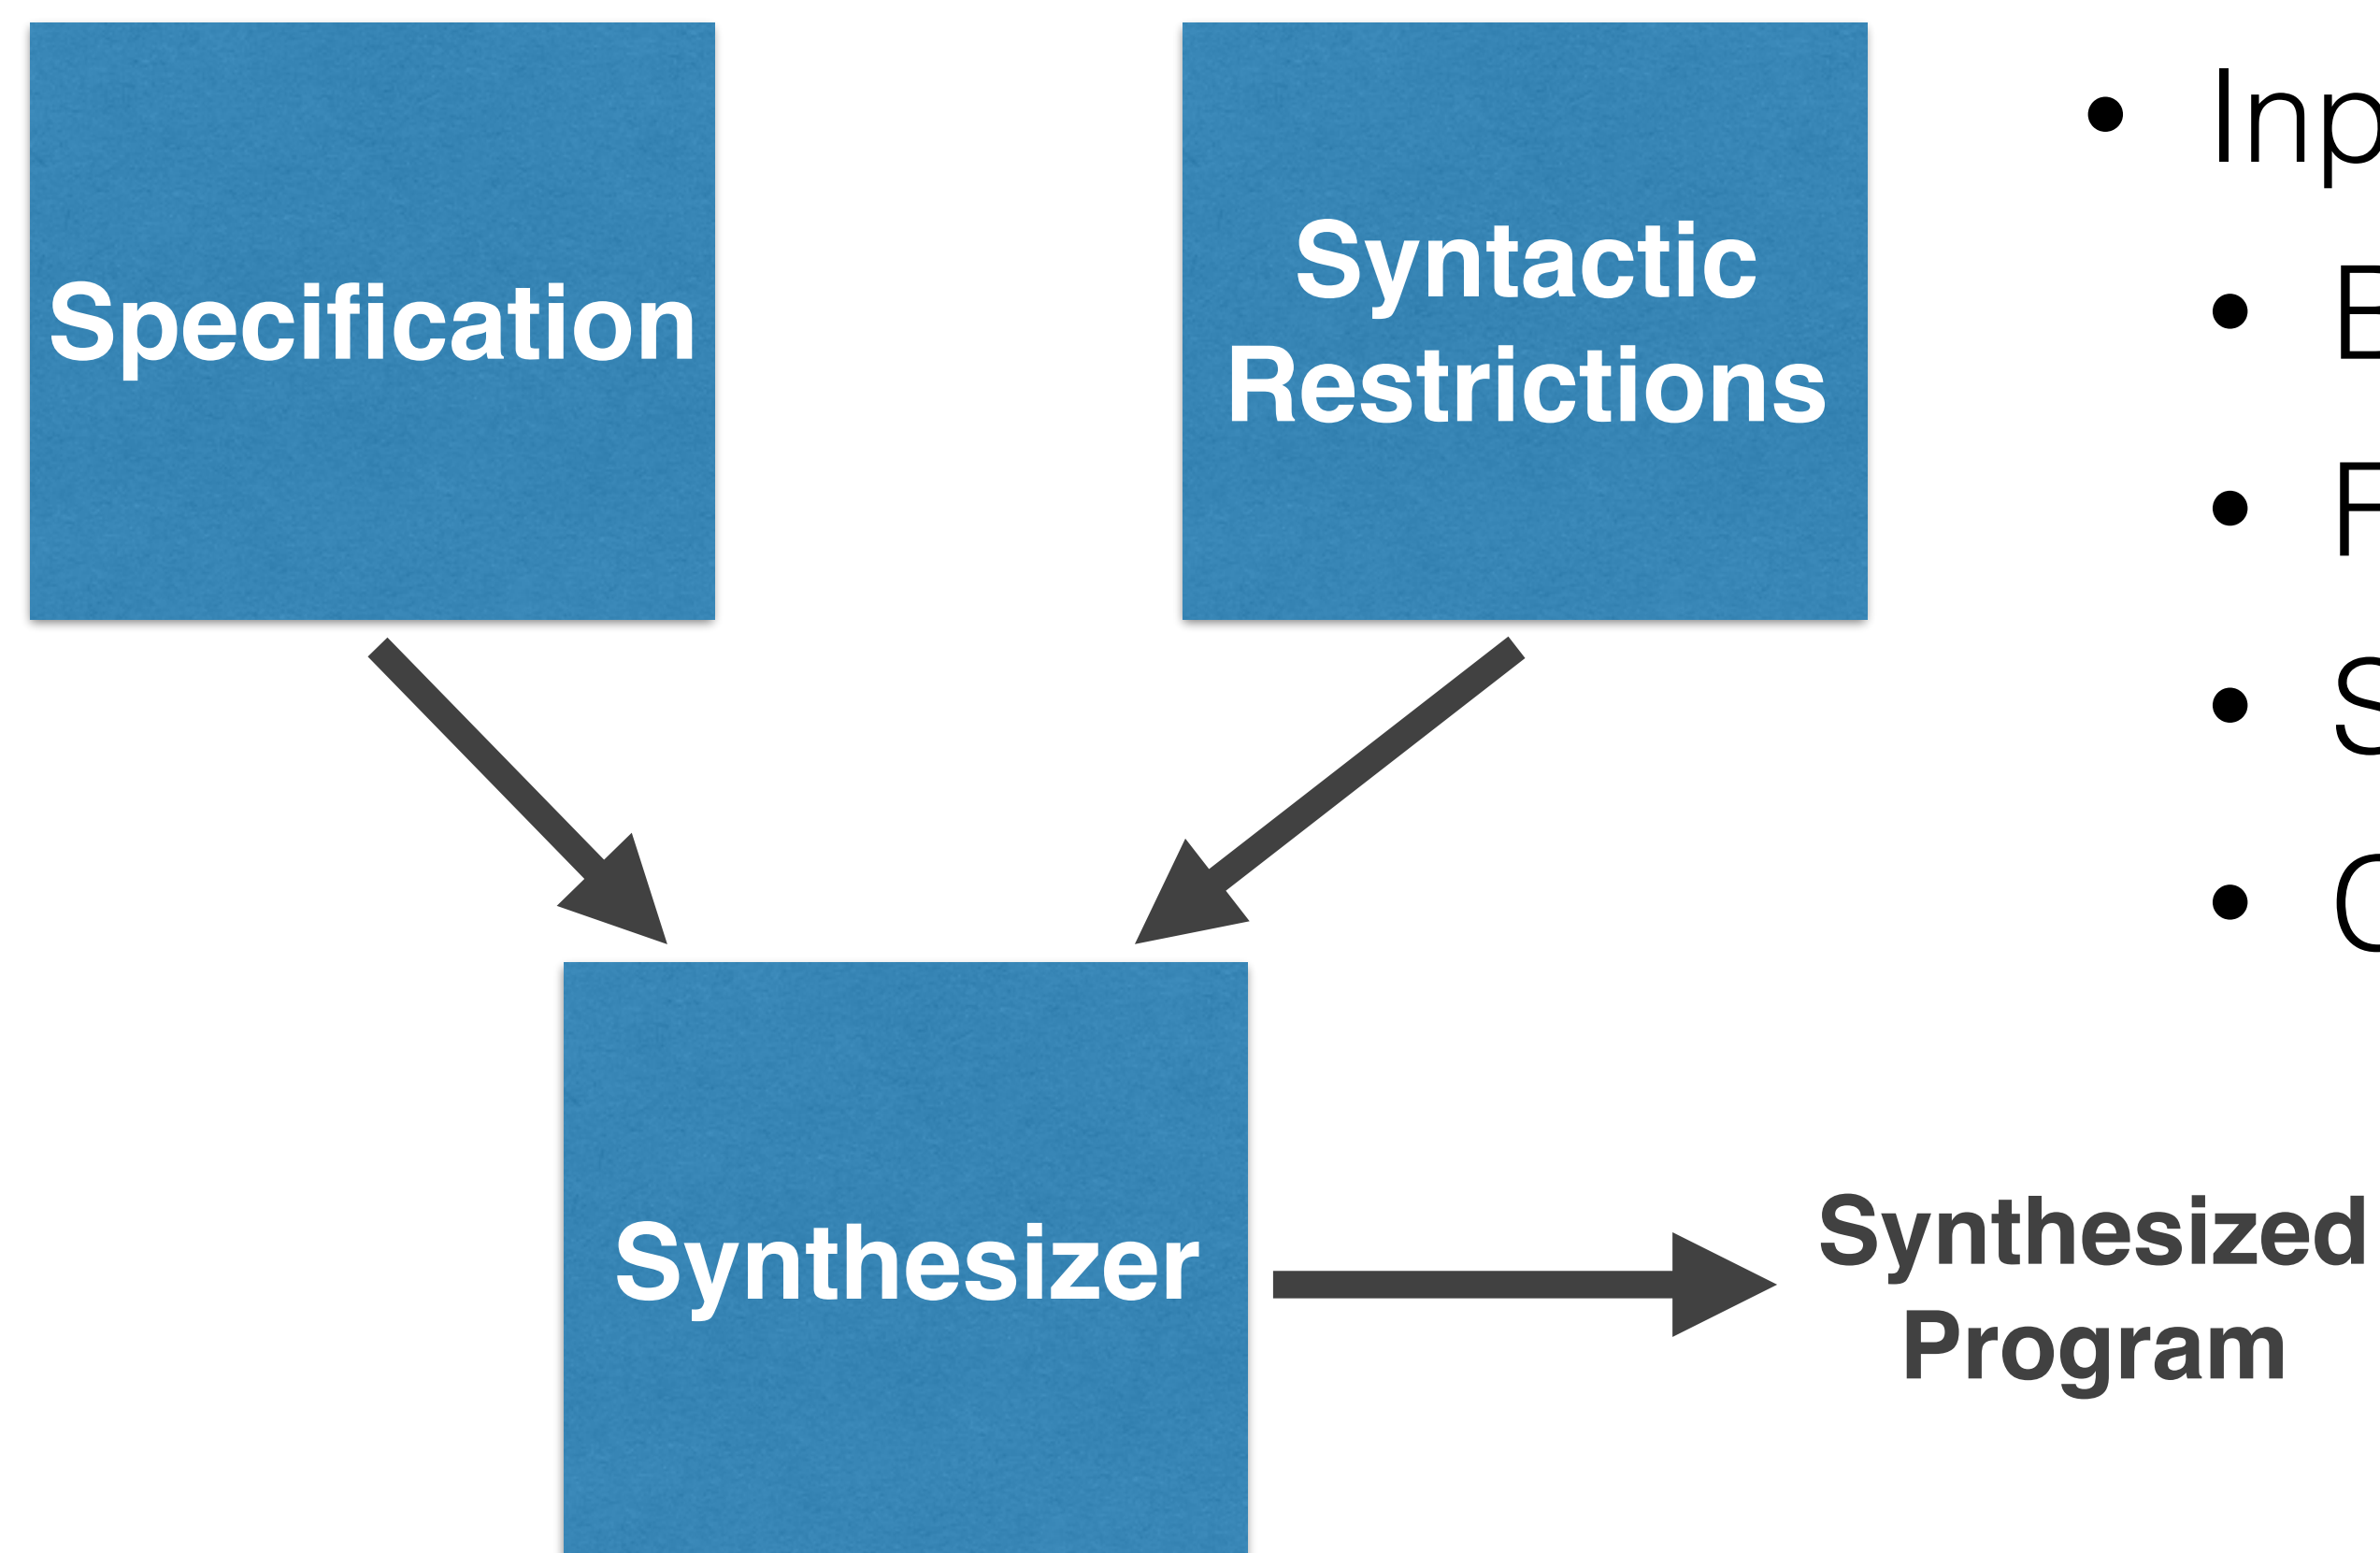 Specification
Syntactic
Restrictions
Synthesizer
Synthesized
Program